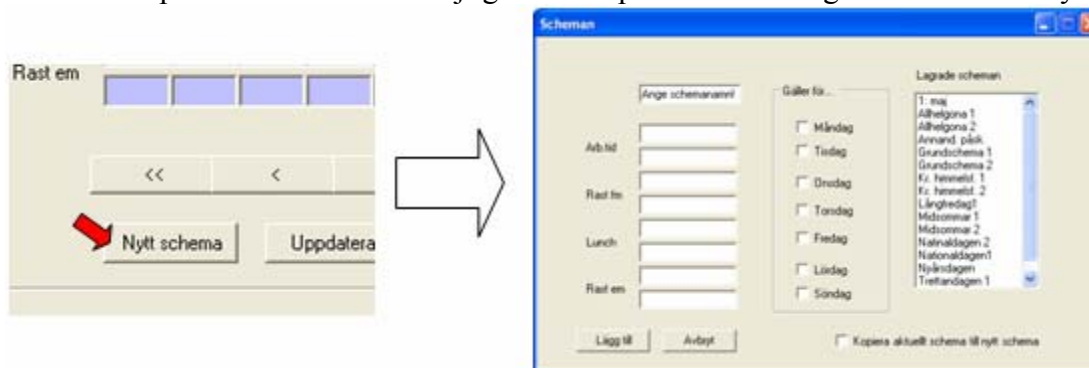 Rast em
<<
<
Nytt schema
Uppdatera
Scheman
Ange schemanamn!
Arb.tid
Rast fm
Lunch
Rast em
Gäller för...
Måndag
Tisdag
Onsdag
Torsdag
Fredag
Lördag
Söndag
Lagrade scheman
1. maj
Allhelgona 1
Allhelgona 2
Annand. påsk
Grundschema 1
Grundschema 2
Kr. himmelsf. 1
Kr. himmelsf. 2
Långfredag1
Midsommar 1
Midsommar 2
Natinaldagen 2
Nationaldagen1
Nyårsdagen
Trettandagen 1
Lägg till
Avbryt
Kopiera aktuellt schema till nytt schema